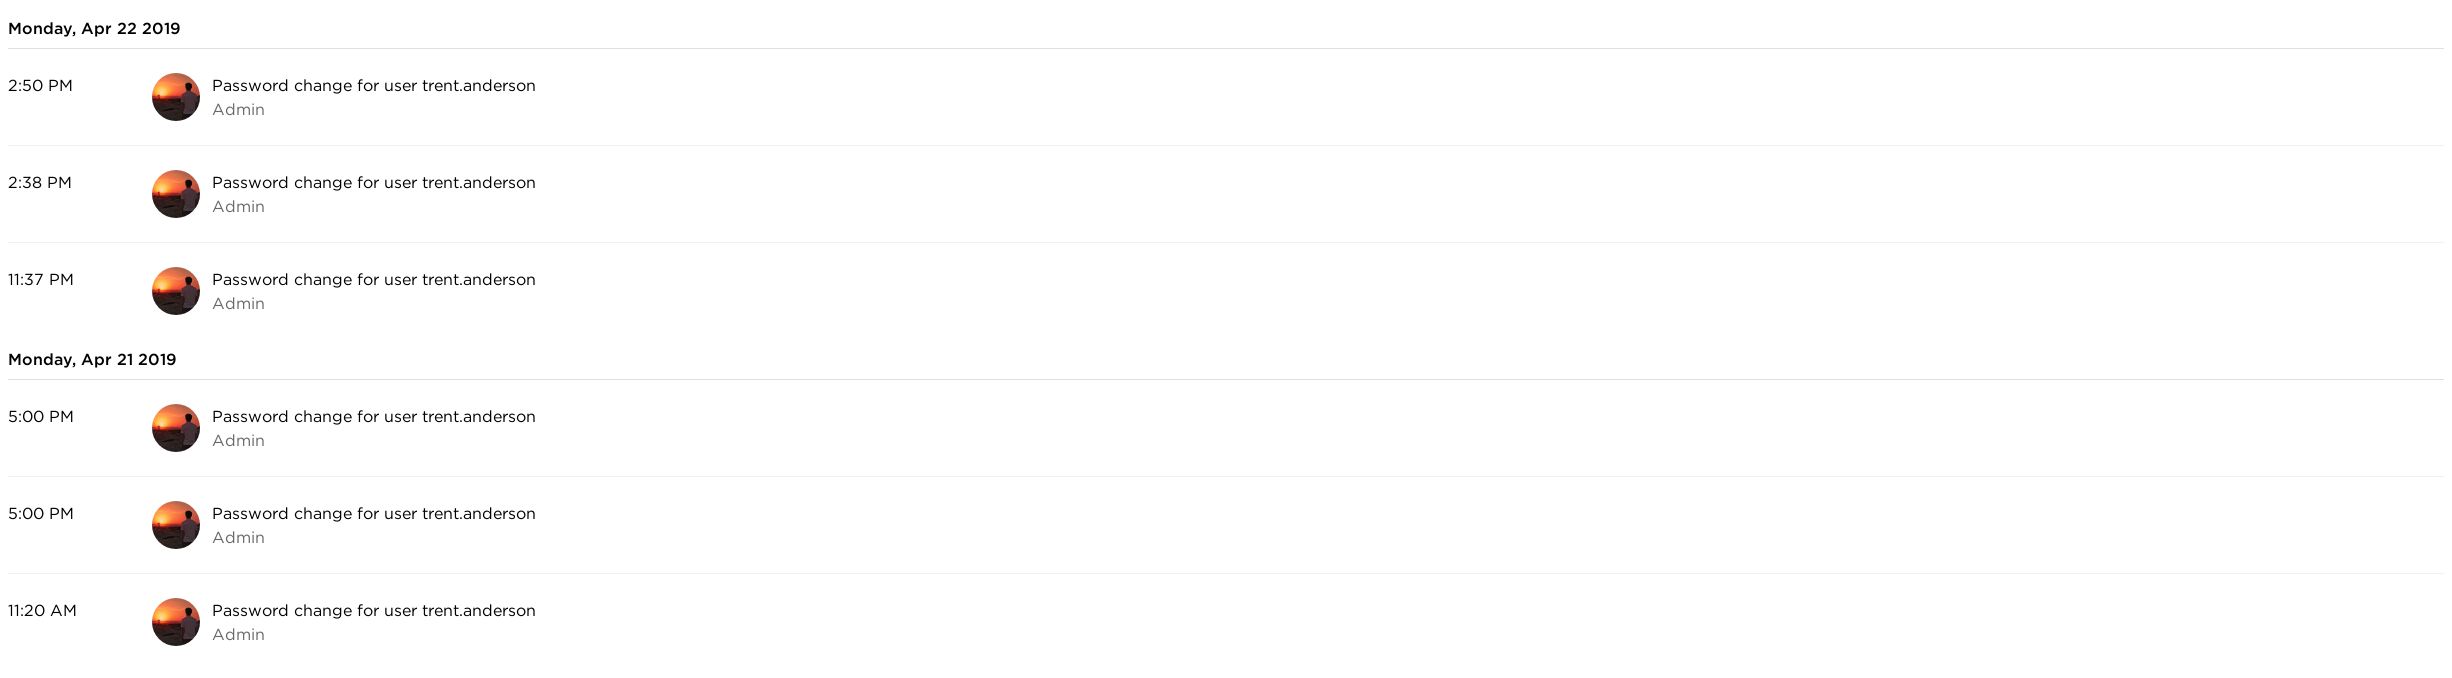 Monday, Apr 22 2019
2:50 PM
Password change for user trent.anderson
Admin
2:38 PM
Password change for user trent.anderson
Admin
11:37 PM
Password change for user trent.anderson
Admin
Monday, Apr 21 2019
5:00 PM
Password change for user trent.anderson
Admin
5:00 PM
Password change for user trent.anderson
Admin
11:20 AM
Password change for user trent.anderson
Admin